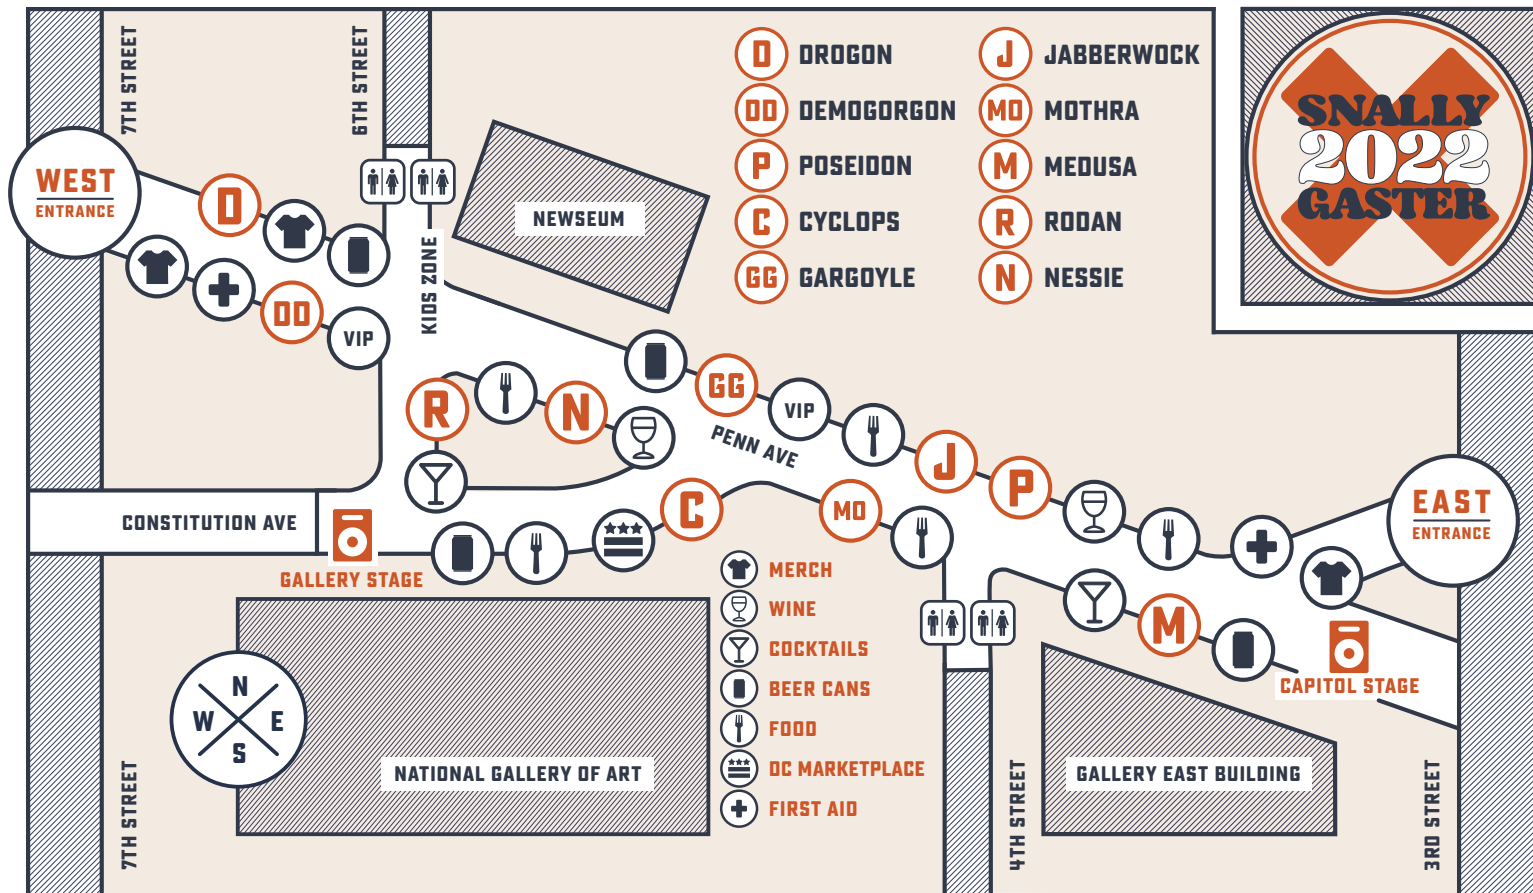 7TH STREET
6TH STREET
D DROGON
DD DEMOGORGON
P POSEIDON
C CYCLOPS
GG GARGOYLE
J JABBERWOCK
MO MOTHRA
M MEDUSA
R RODAN
N NESSIE
SNALLY
2022
GASTER
WEST
ENTRANCE
D
DD
VIP
KIDS ZONE
NEWSEUM
R
N
GG
VIP
PENN AVE
J
P
C
MO
EAST
ENTRANCE
CONSTITUTION AVE
GALLERY STAGE
M
CAPITOL STAGE
MERCH
WINE
COCKTAILS
BEER CANS
FOOD
DC MARKETPLACE
FIRST AID
N
W E
S
NATIONAL GALLERY OF ART
GALLERY EAST BUILDING
7TH STREET
4TH STREET
3RD STREET